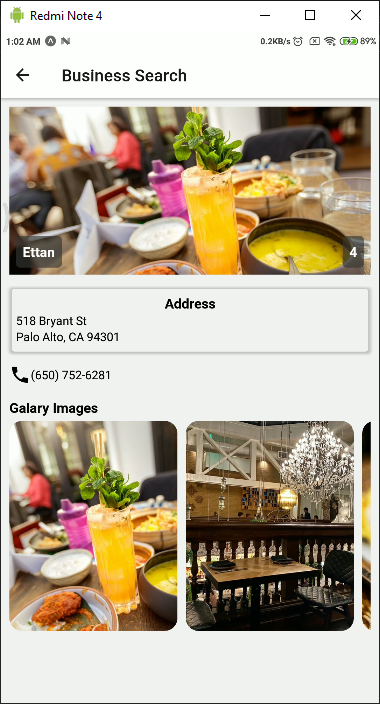 Redmi Note 4
1:02 AM
0.2KB/s
89%
Business Search
Ettan
4
Address
518 Bryant St
Palo Alto, CA 94301
(650) 752-6281
Galary Images